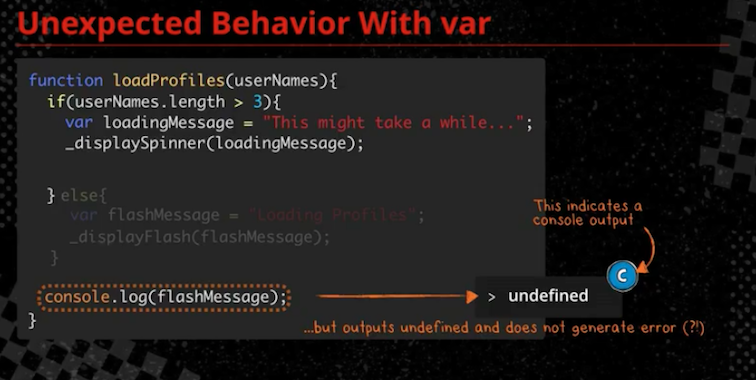 Unexpected Behavior With var
function loadProfiles(userNames){
if(userNames.length > 3){
var loadingMessage = "This might take a while...";
_displaySpinner(loadingMessage);
} else{
var flashMessage = "Loading Profiles";
_displayFlash(flashMessage);
}
This indicates a
console output
C
console.log(flashMessage);
> undefined
}
...but outputs undefined and does not generate error (?!)